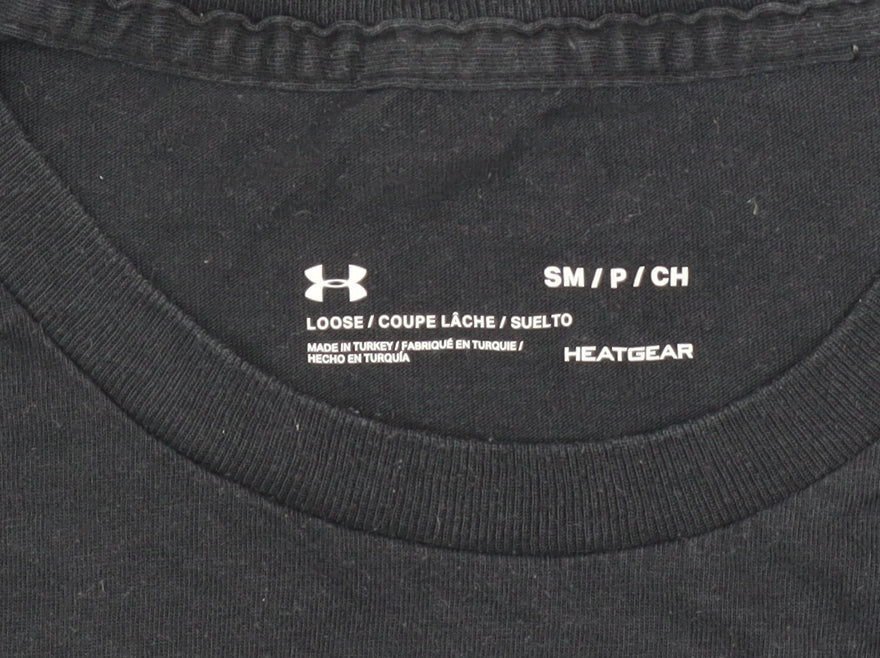 SM / P / CH
LOOSE / COUPE LÂCHE / SUELTO
MADE IN TURKEY / FABRIQUÉ EN TURQUIE /
HECHO EN TURQUÍA
HEATGEAR